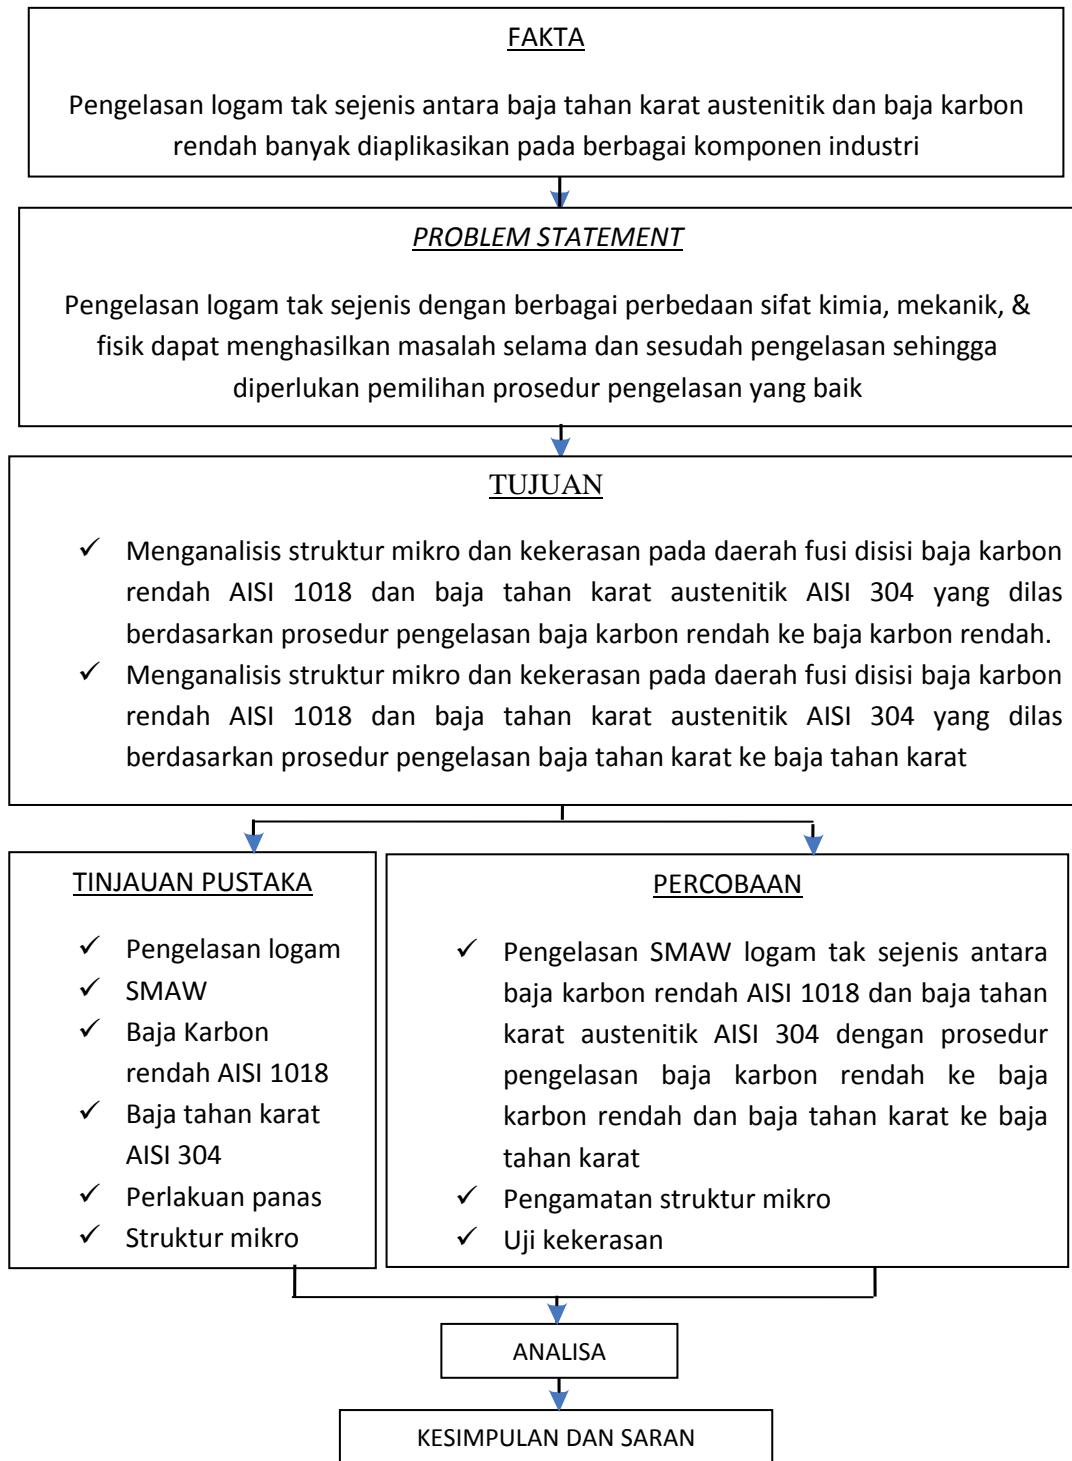 FAKTA
Pengelasan logam tak sejenis antara baja tahan karat austenitik dan baja karbon
rendah banyak diaplikasikan pada berbagai komponen industri
PROBLEM STATEMENT
Pengelasan logam tak sejenis dengan berbagai perbedaan sifat kimia, mekanik, &
fisik dapat menghasilkan masalah selama dan sesudah pengelasan sehingga
diperlukan pemilihan prosedur pengelasan yang baik
TUJUAN
✓ Menganalisis struktur mikro dan kekerasan pada daerah fusi disisi baja karbon
rendah AISI 1018 dan baja tahan karat austenitik AISI 304 yang dilas
berdasarkan prosedur pengelasan baja karbon rendah ke baja karbon rendah.
✓ Menganalisis struktur mikro dan kekerasan pada daerah fusi disisi baja karbon
rendah AISI 1018 dan baja tahan karat austenitik AISI 304 yang dilas
berdasarkan prosedur pengelasan baja tahan karat ke baja tahan karat
TINJAUAN PUSTAKA
✓ Pengelasan logam
✓ SMAW
✓ Baja Karbon
rendah AISI 1018
✓ Baja tahan karat
AISI 304
✓ Perlakuan panas
✓ Struktur mikro
PERCOBAAN
✓ Pengelasan SMAW logam tak sejenis antara
baja karbon rendah AISI 1018 dan baja tahan
karat austenitik AISI 304 dengan prosedur
pengelasan baja karbon rendah ke baja
karbon rendah dan baja tahan karat ke baja
tahan karat
✓ Pengamatan struktur mikro
✓ Uji kekerasan
ANALISA
KESIMPULAN DAN SARAN